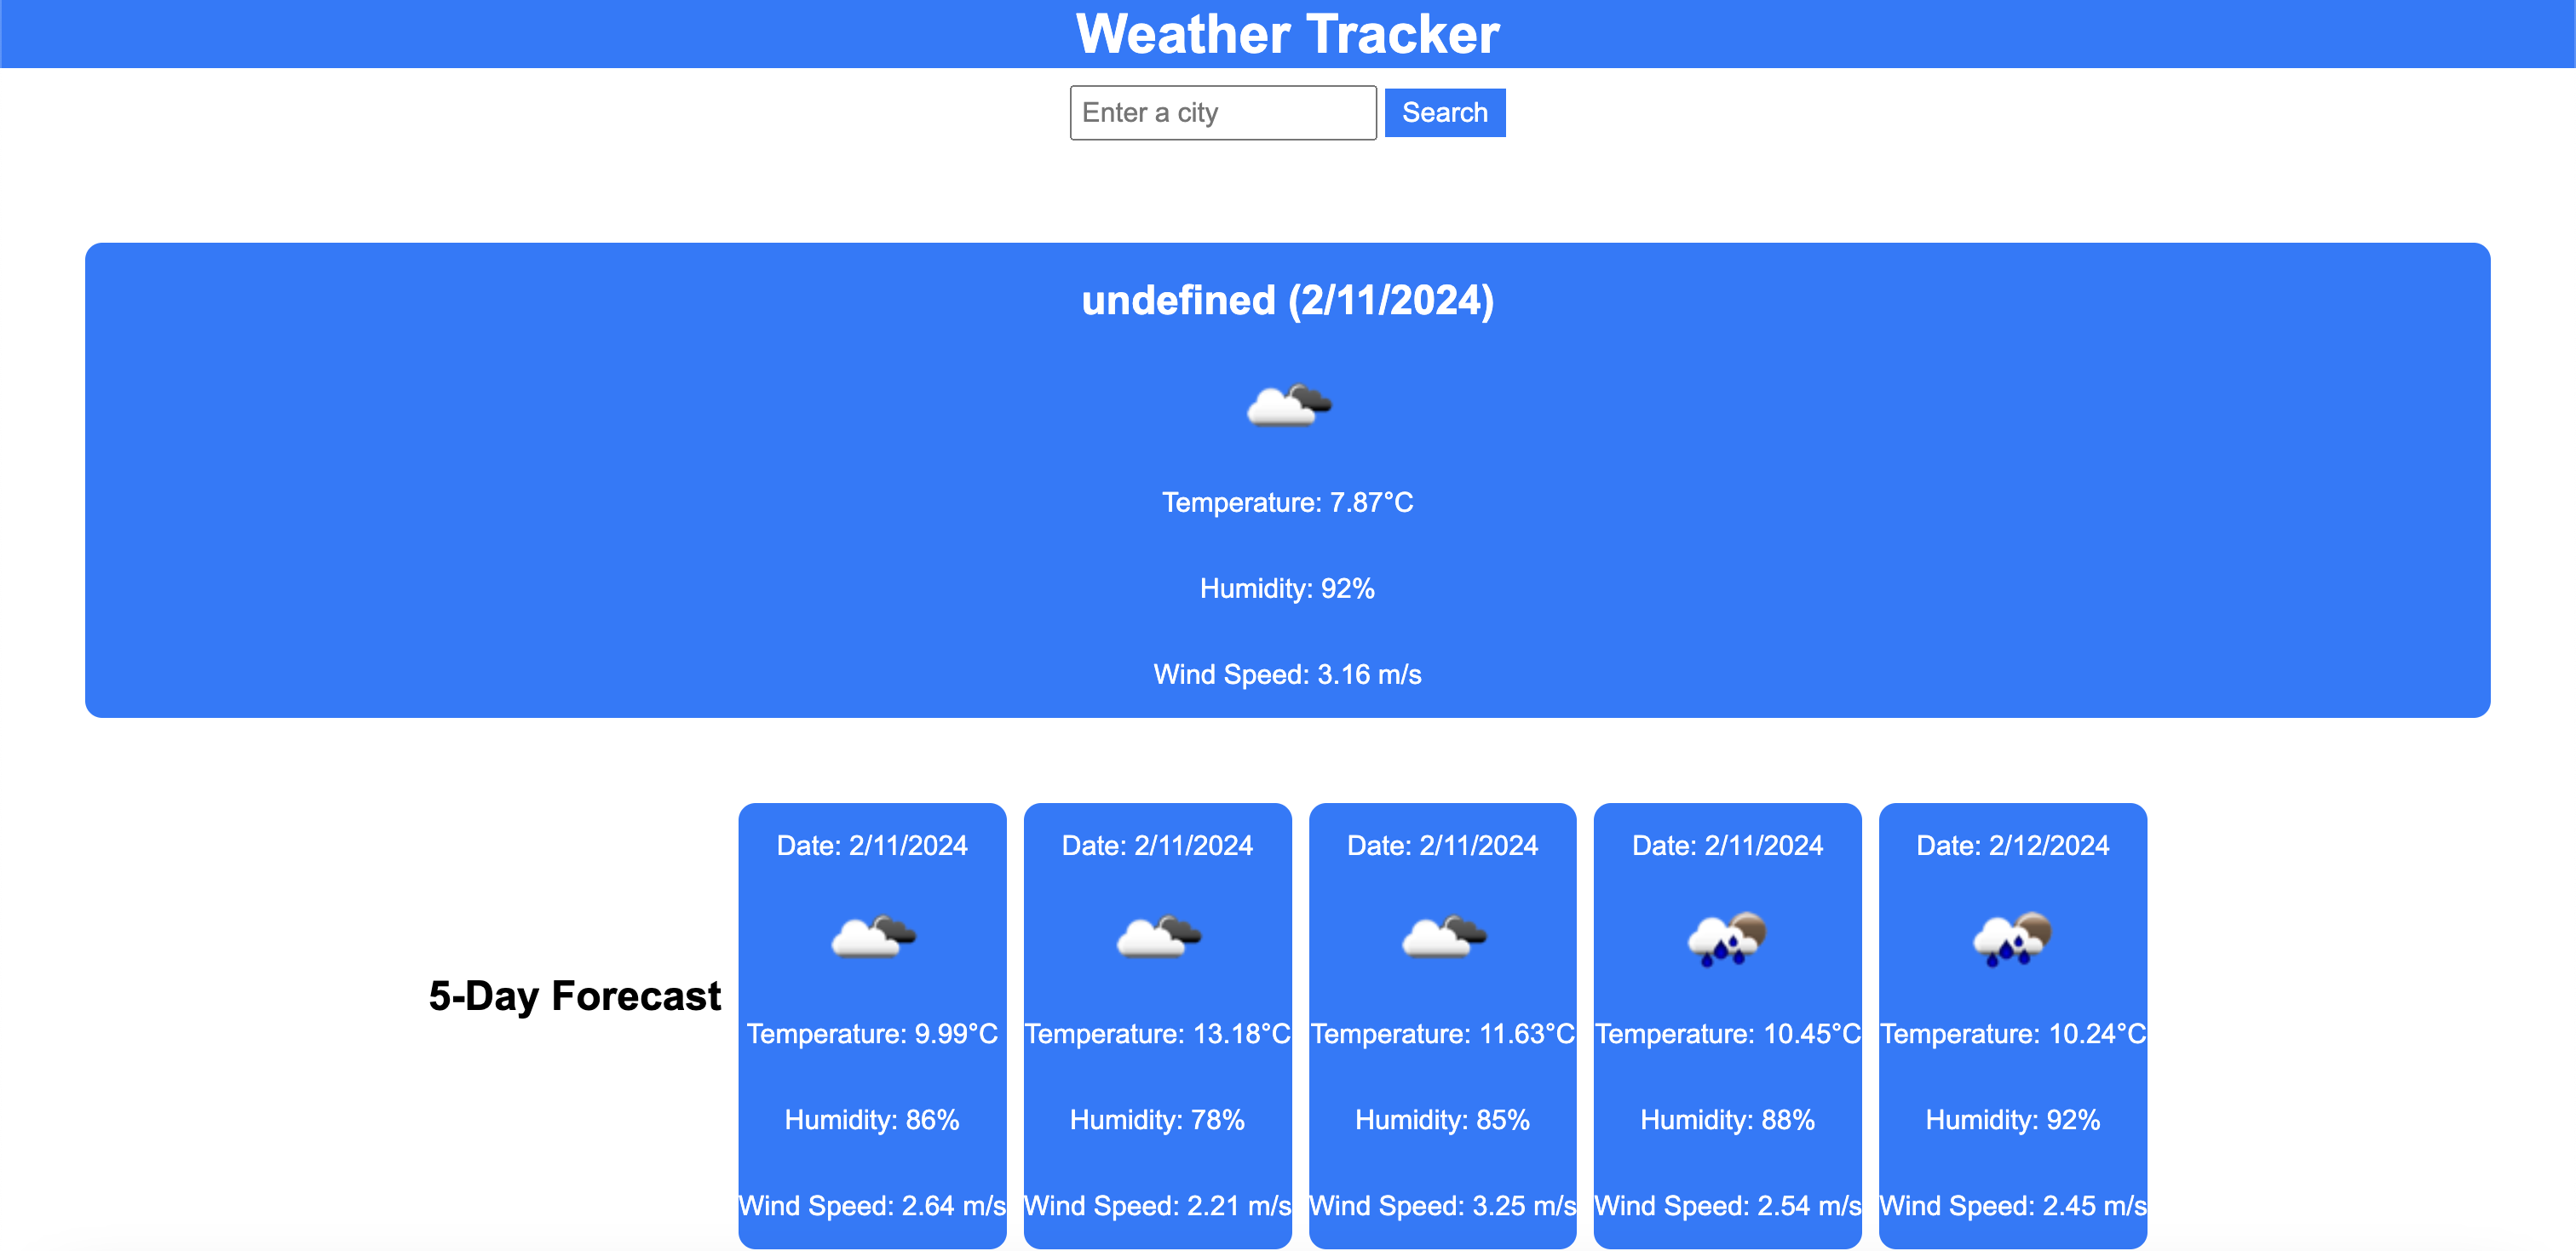 Weather Tracker
Enter a city
Search
undefined (2/11/2024)
Temperature: 7.87°C
Humidity: 92%
Wind Speed: 3.16 m/s
5-Day Forecast
Date: 2/11/2024
Temperature: 9.99°C
Humidity: 86%
Wind Speed: 2.64 m/s
Date: 2/11/2024
Temperature: 13.18°C
Humidity: 78%
Wind Speed: 2.21 m/s
Date: 2/11/2024
Temperature: 11.63°C
Humidity: 85%
Wind Speed: 3.25 m/s
Date: 2/11/2024
Temperature: 10.45°C
Humidity: 88%
Wind Speed: 2.54 m/s
Date: 2/12/2024
Temperature: 10.24°C
Humidity: 92%
Wind Speed: 2.45 m/s